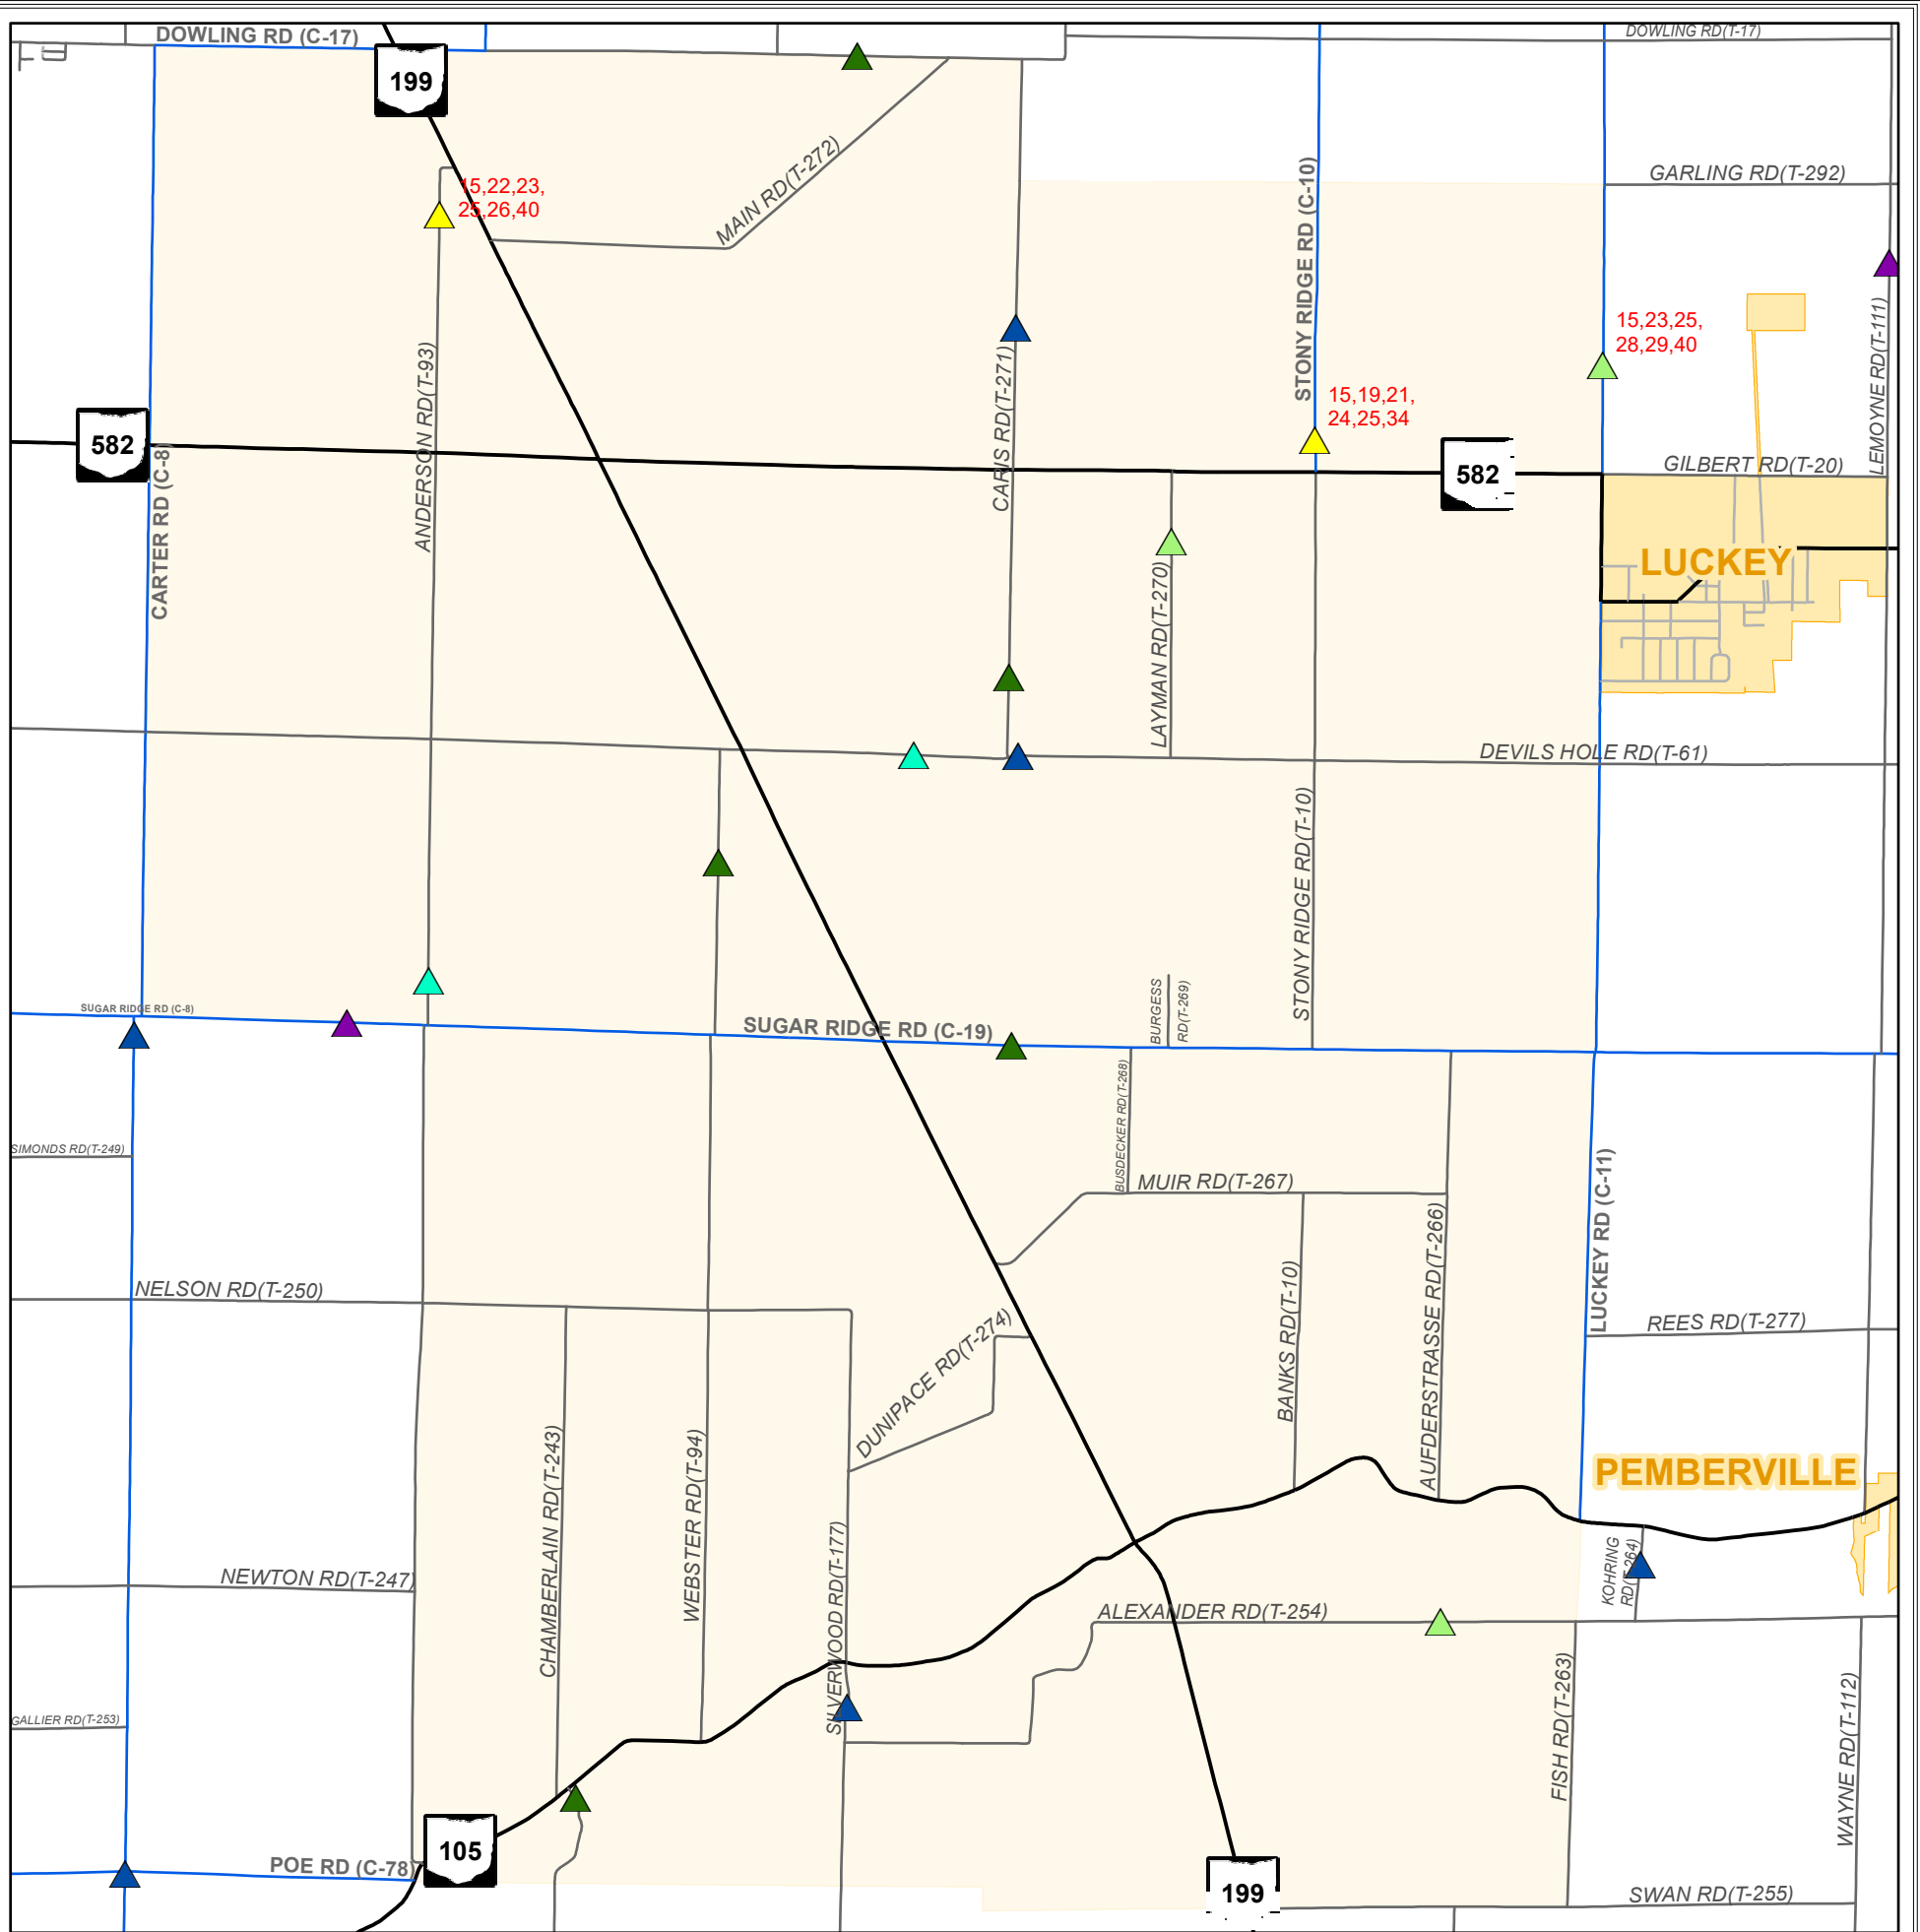 DOWLING RD (C-17)
DOWLING RD(T-17)
199
GARLING RD(T-292)
15,22,23,
25,26,40
MAIN RD(T-272)
STONY RIDGE RD (C-10)
15,23,25,
28,29,40
LEMOYNE RD(T-111)
ANDERSON RD(T-93)
CARIS RD(T-271)
15,19,21,
24,25,34
582
582
GILBERT RD(T-20)
CARTER RD (C-8)
LUCKEY
LAYMAN RD(T-270)
DEVILS HOLE RD(T-61)
STONY RIDGE RD(T-10)
SUGAR RIDGE RD (C-8)
SUGAR RIDGE RD (C-19)
BURGESS
RD(T-269)
BUSDECKER RD(T-268)
SIMONDS RD(T-249)
MUIR RD(T-267)
LUCKEY RD (C-11)
AUFDERSTRASSE RD(T-266)
BANKS RD(T-10)
NELSON RD(T-250)
REES RD(T-277)
DUNIPACE RD(T-274)
CHAMBERLAIN RD(T-243)
WEBSTER RD(T-94)
PEMBERVILLE
SILVERWOOD RD(T-177)
KOHRING
RD(T-264)
NEWTON RD(T-247)
ALEXANDER RD(T-254)
FISH RD(T-263)
WAYNE RD(T-112)
GALLIER RD(T-253)
105
POE RD (C-78)
199
SWAN RD(T-255)